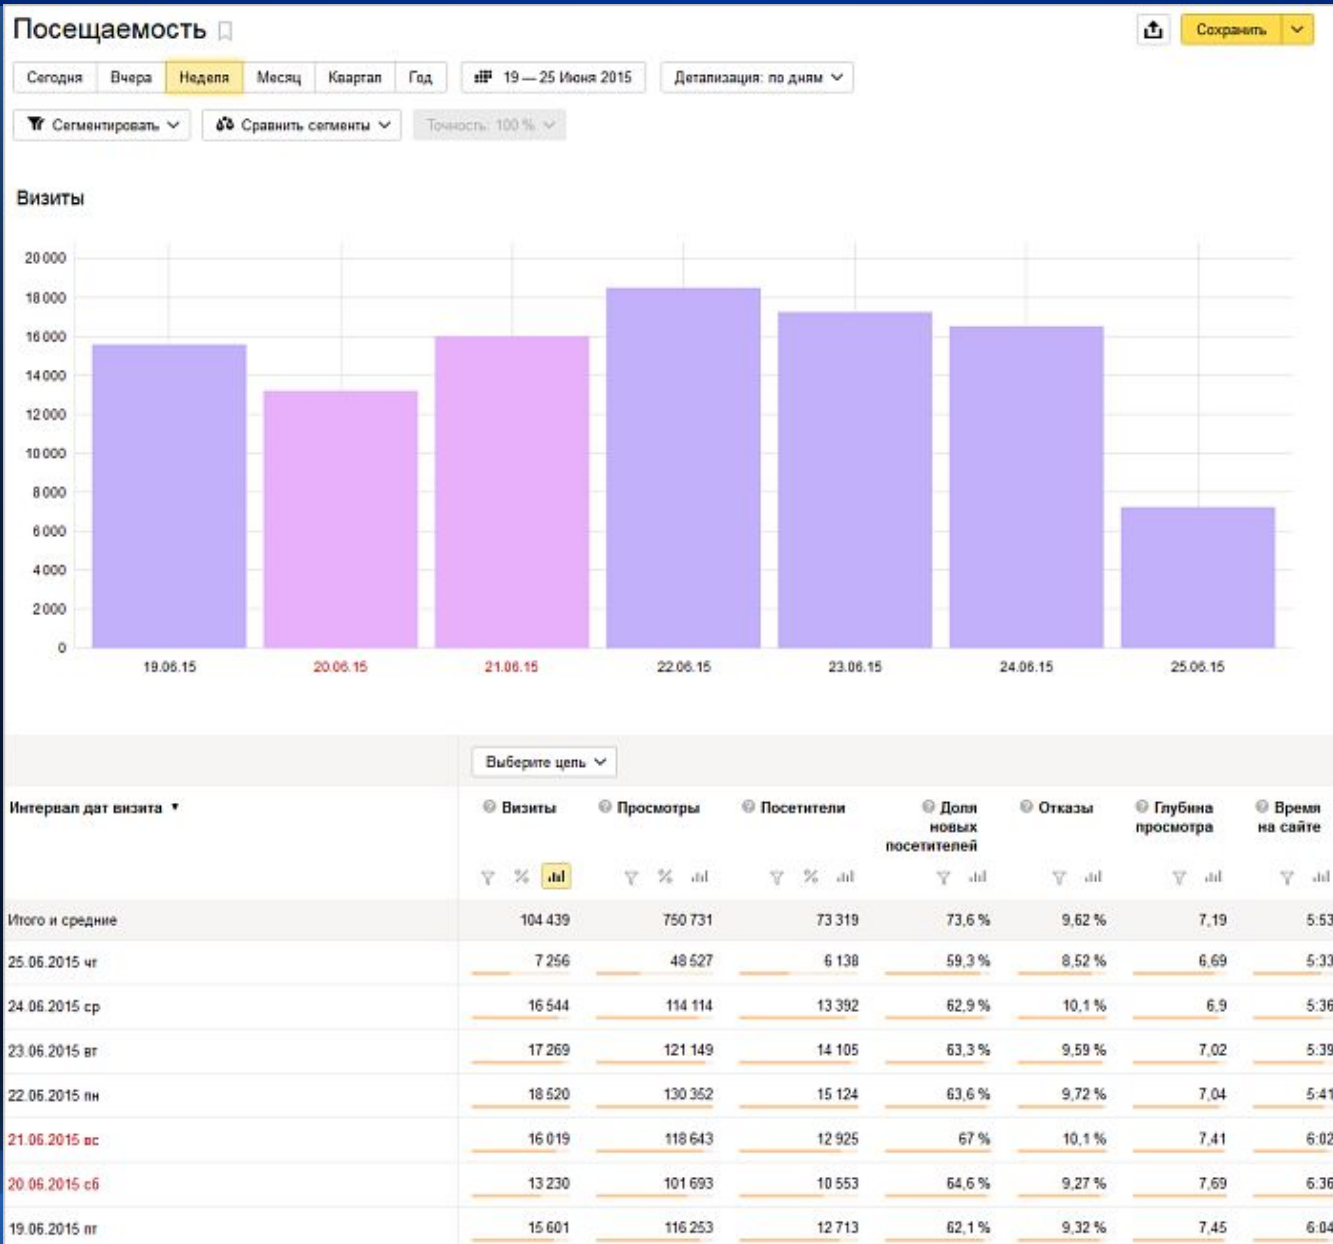 Посещаемость
Сохранить
Сегодня Вчера Неделя Месяц Квартал Год 19 — 25 Июня 2015 Детализация: по дням
Сегментировать Сравнить сегменты Точность: 100 %
Визиты
20 000
18 000
16 000
14 000
12 000
10 000
8 000
6 000
4 000
2 000
0
19.06.15 20.06.15 21.06.15 22.06.15 23.06.15 24.06.15 25.06.15
Выберите цель
Интервал дат визита ▼ Визиты Просмотры Посетители Доля новых посетителей Отказы Глубина просмотра Время на сайте
% % %
Итого и средние 104 439 750 731 73 319 73,6 % 9,62 % 7,19 5:53
25.06.2015 чт 7 256 48 527 6 138 59,3 % 8,52 % 6,69 5:33
24.06.2015 ср 16 544 114 114 13 392 62,9 % 10,1 % 6,9 5:36
23.06.2015 вт 17 269 121 149 14 105 63,3 % 9,59 % 7,02 5:39
22.06.2015 пн 18 520 130 352 15 124 63,6 % 9,72 % 7,04 5:41
21.06.2015 вс 16 019 118 643 12 925 67 % 10,1 % 7,41 6:02
20.06.2015 сб 13 230 101 693 10 553 64,6 % 9,27 % 7,69 6:36
19.06.2015 пт 15 601 116 253 12 713 62,1 % 9,32 % 7,45 6:04